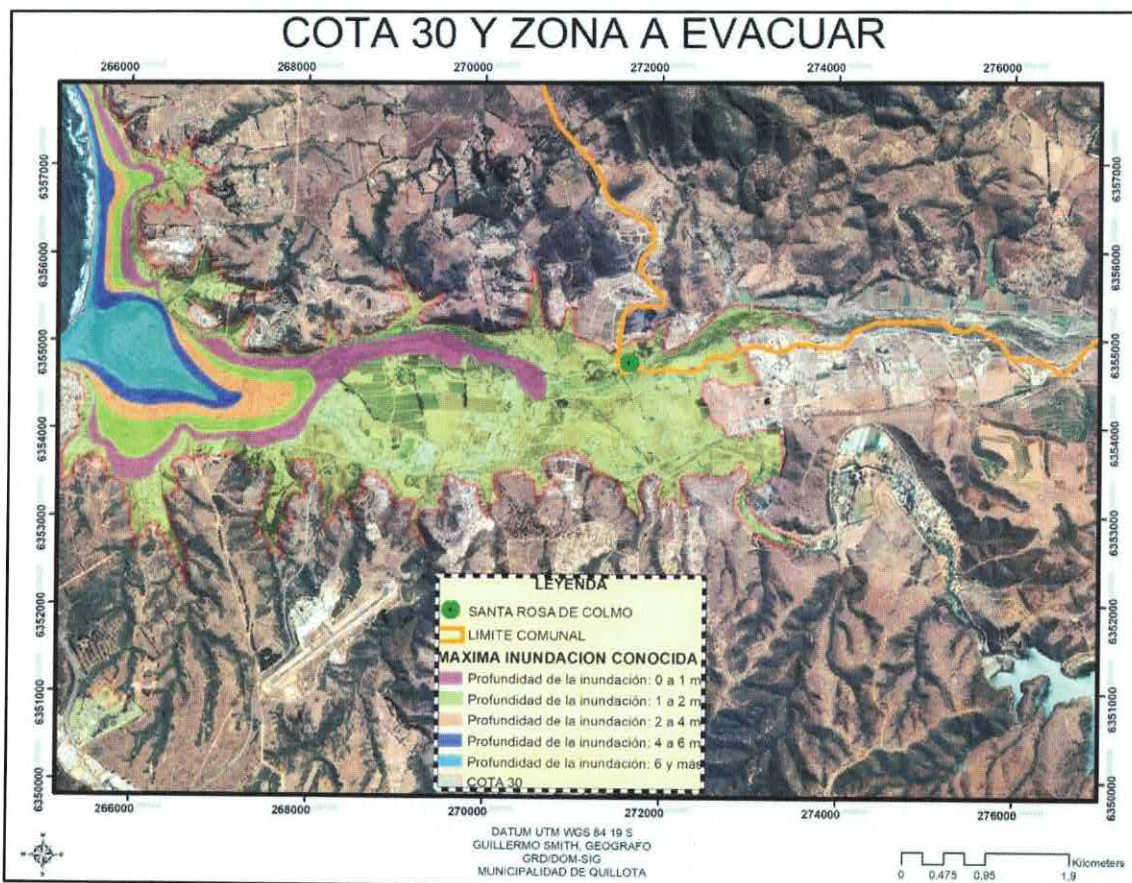 COTA 30 Y ZONA A EVACUAR
266000 268000 270000 272000 274000 276000
6357000 6357000
6356000 6356000
6355000 6355000
6354000 6354000
6353000 6353000
6352000 6352000
6351000 6351000
6350000 6350000
LEYENDA
SANTA ROSA DE COLMO
LIMITE COMUNAL
MAXIMA INUNDACION CONOCIDA
Profundidad de la inundación: 0 a 1 m
Profundidad de la inundación: 1 a 2 m
Profundidad de la inundación: 2 a 4 m
Profundidad de la inundación: 4 a 6 m
Profundidad de la inundación: 6 y más
COTA 30
266000 268000 270000 272000 274000 276000
DATUM UTM WGS 84 19 S
GUILLERMO SMITH, GEOGRAFO
GRD/DOM-SIG
MUNICIPALIDAD DE QUILLOTA
N
W E
S
Kilometers
0 0,475 0,95 1,9